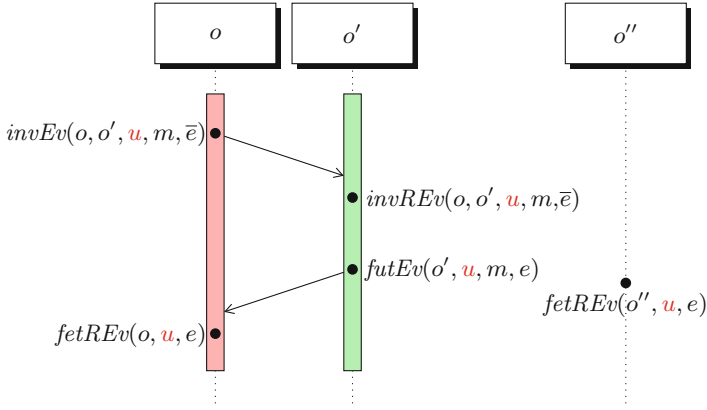 o o′ o″
invEv(o, o′, u, m, e̅)
invREv(o, o′, u, m,e̅)
futEv(o′, u, m, e)
fetREv(o″, u, e)
fetREv(o, u, e)